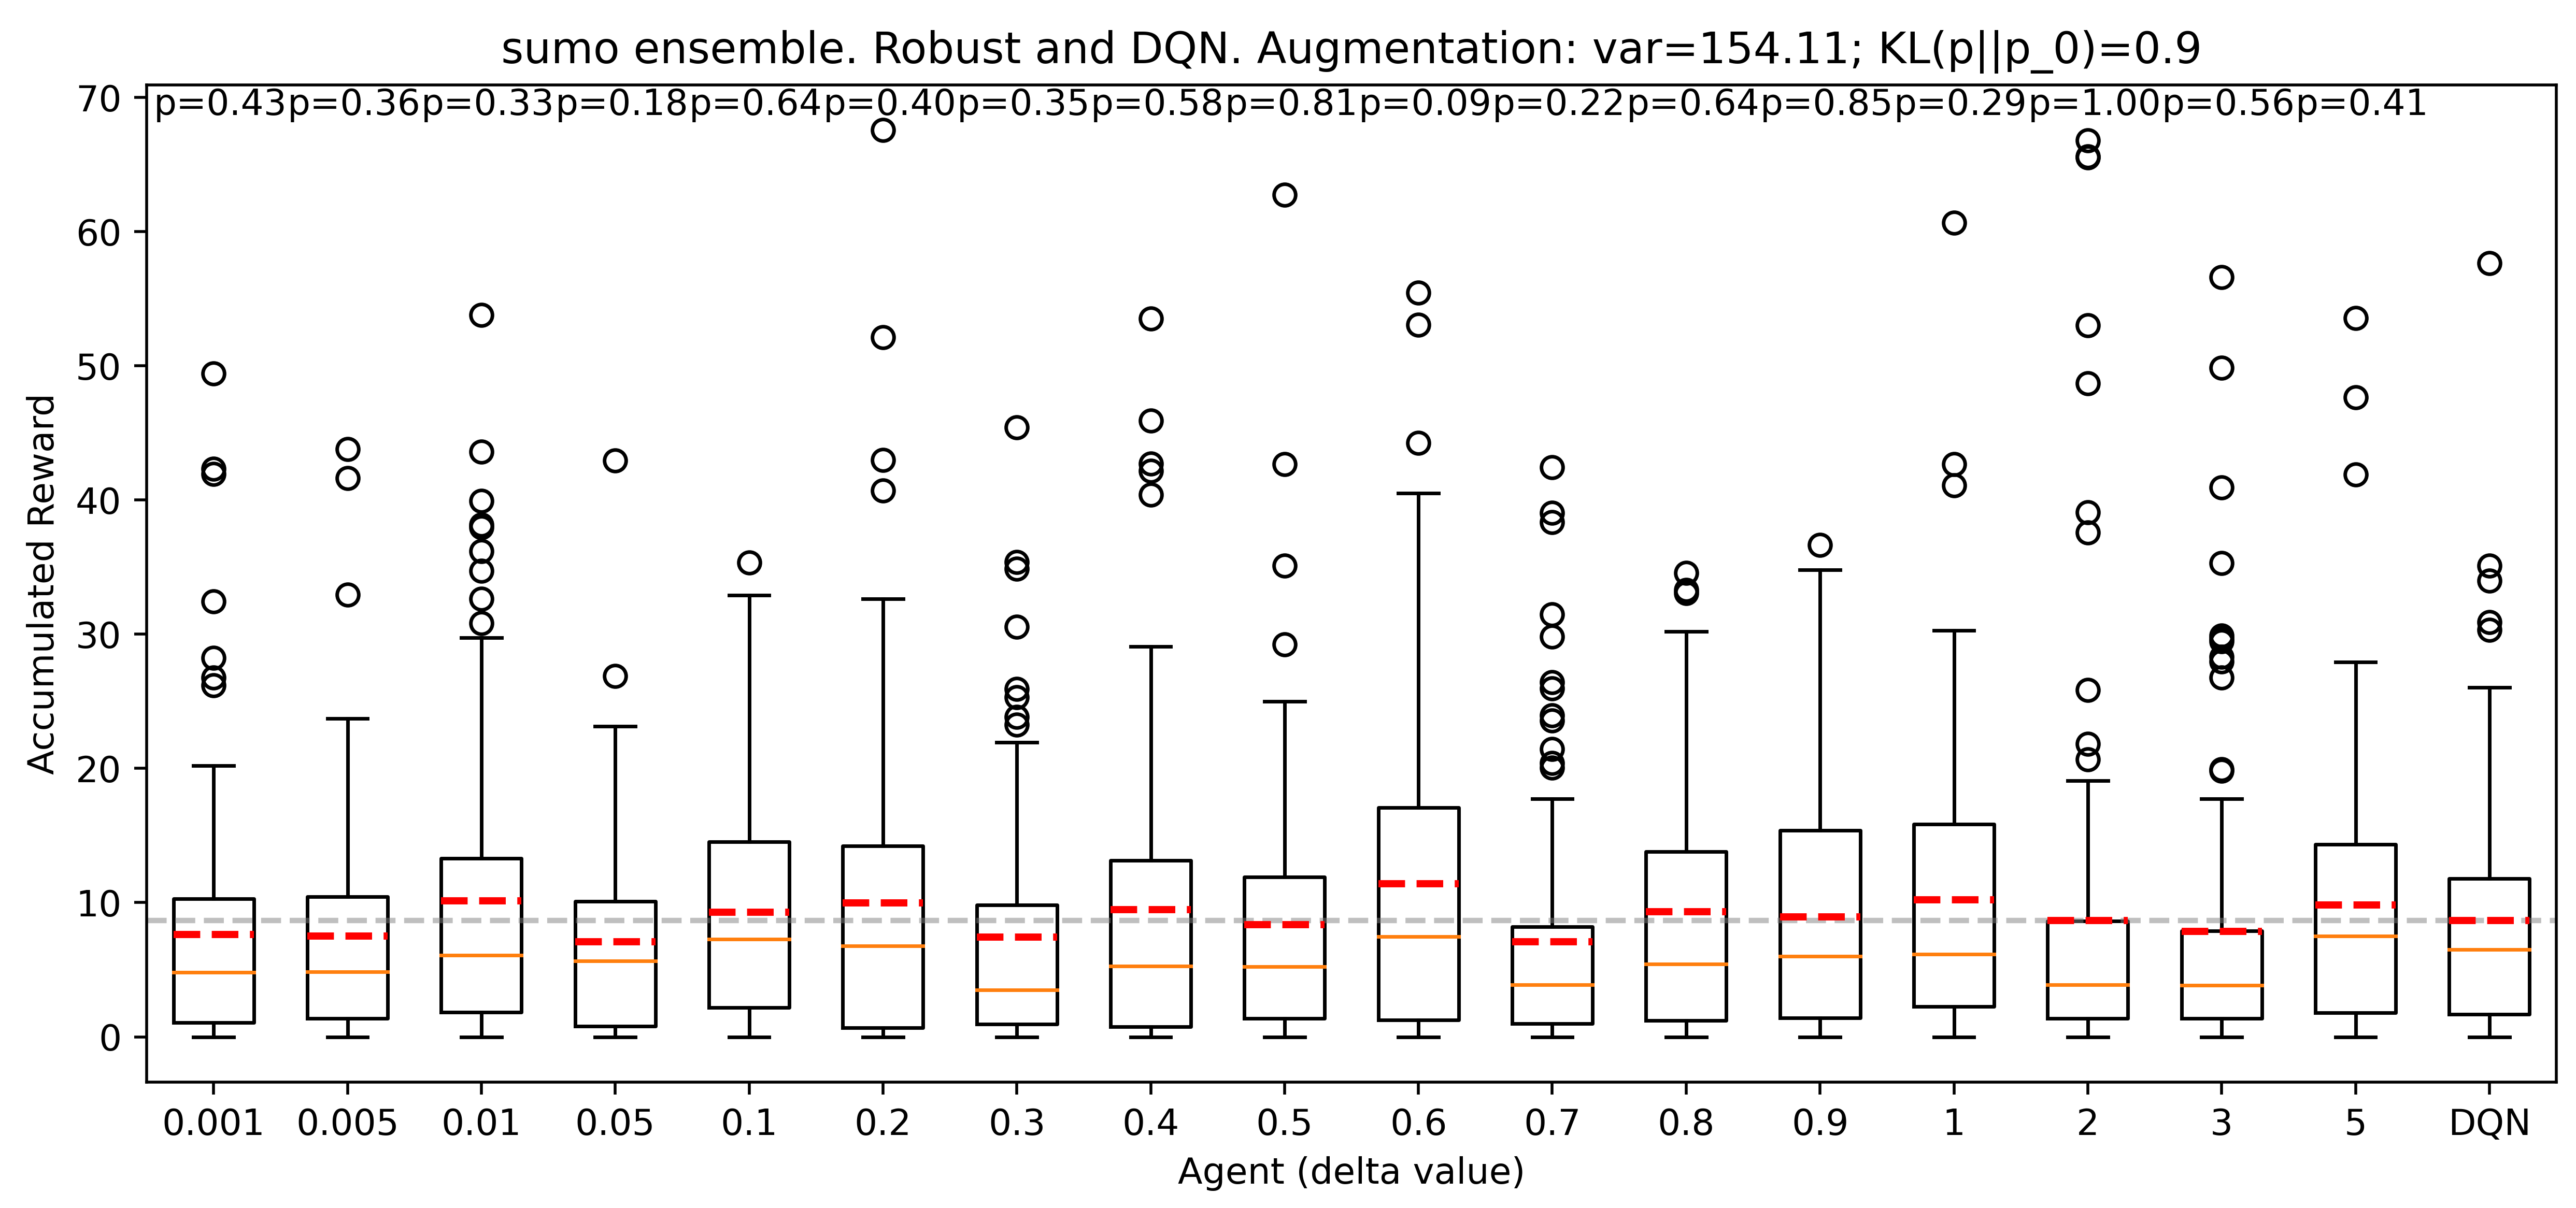 sumo ensemble. Robust and DQN. Augmentation: var=154.11; KL(p||p_0)=0.9
p=0.43p=0.36p=0.33p=0.18p=0.64p=0.40p=0.35p=0.58p=0.81p=0.09p=0.22p=0.64p=0.85p=0.29p=1.00p=0.56p=0.41
70
60
50
40
30
20
10
0
Accumulated Reward
0.001 0.005 0.01 0.05 0.1 0.2 0.3 0.4 0.5 0.6 0.7 0.8 0.9 1 2 3 5 DQN
Agent (delta value)